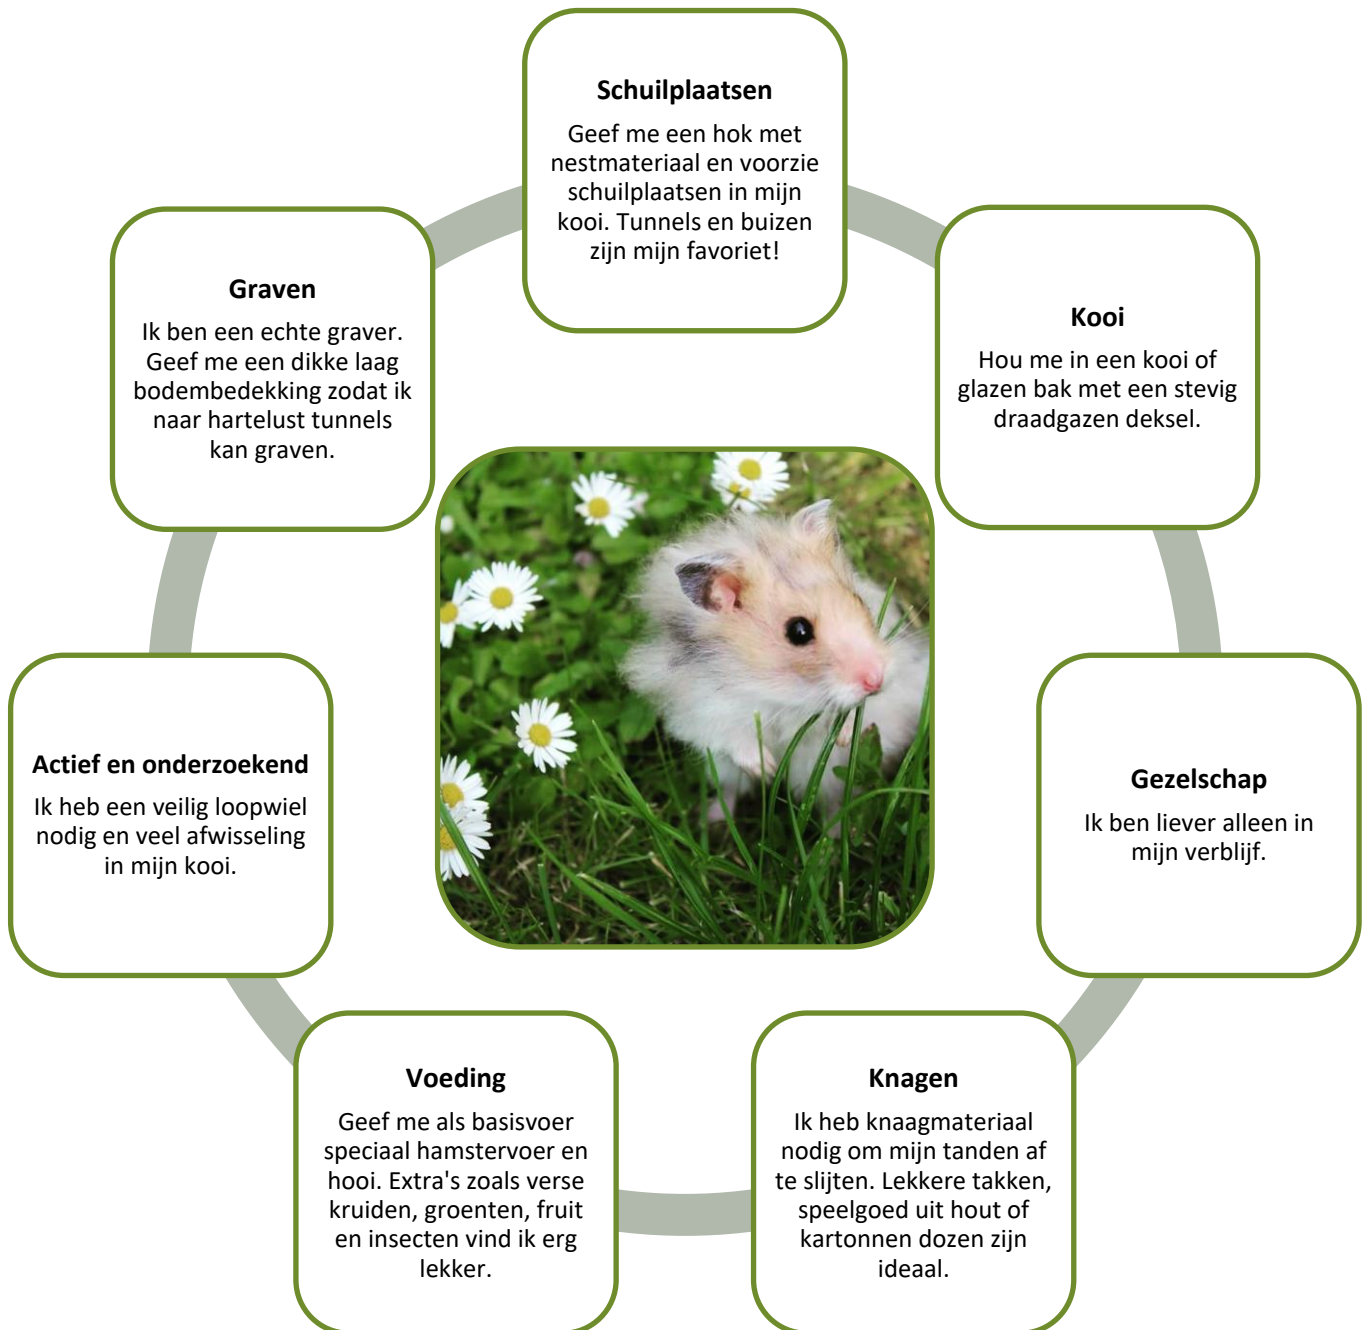 Schuilplaatsen
Geef me een hok met
nestmateriaal en voorzie
schuilplaatsen in mijn
kooi. Tunnels en buizen
zijn mijn favoriet!
Kooi
Hou me in een kooi of
glazen bak met een stevig
draadgazen deksel.
Gezelschap
Ik ben liever alleen in
mijn verblijf.
Knagen
Ik heb knaagmateriaal
nodig om mijn tanden af
te slijten. Lekkere takken,
speelgoed uit hout of
kartonnen dozen zijn
ideaal.
Voeding
Geef me als basisvoer
speciaal hamstervoer en
hooi. Extra's zoals verse
kruiden, groenten, fruit
en insecten vind ik erg
lekker.
Actief en onderzoekend
Ik heb een veilig loopwiel
nodig en veel afwisseling
in mijn kooi.
Graven
Ik ben een echte graver.
Geef me een dikke laag
bodembedekking zodat ik
naar hartelust tunnels
kan graven.